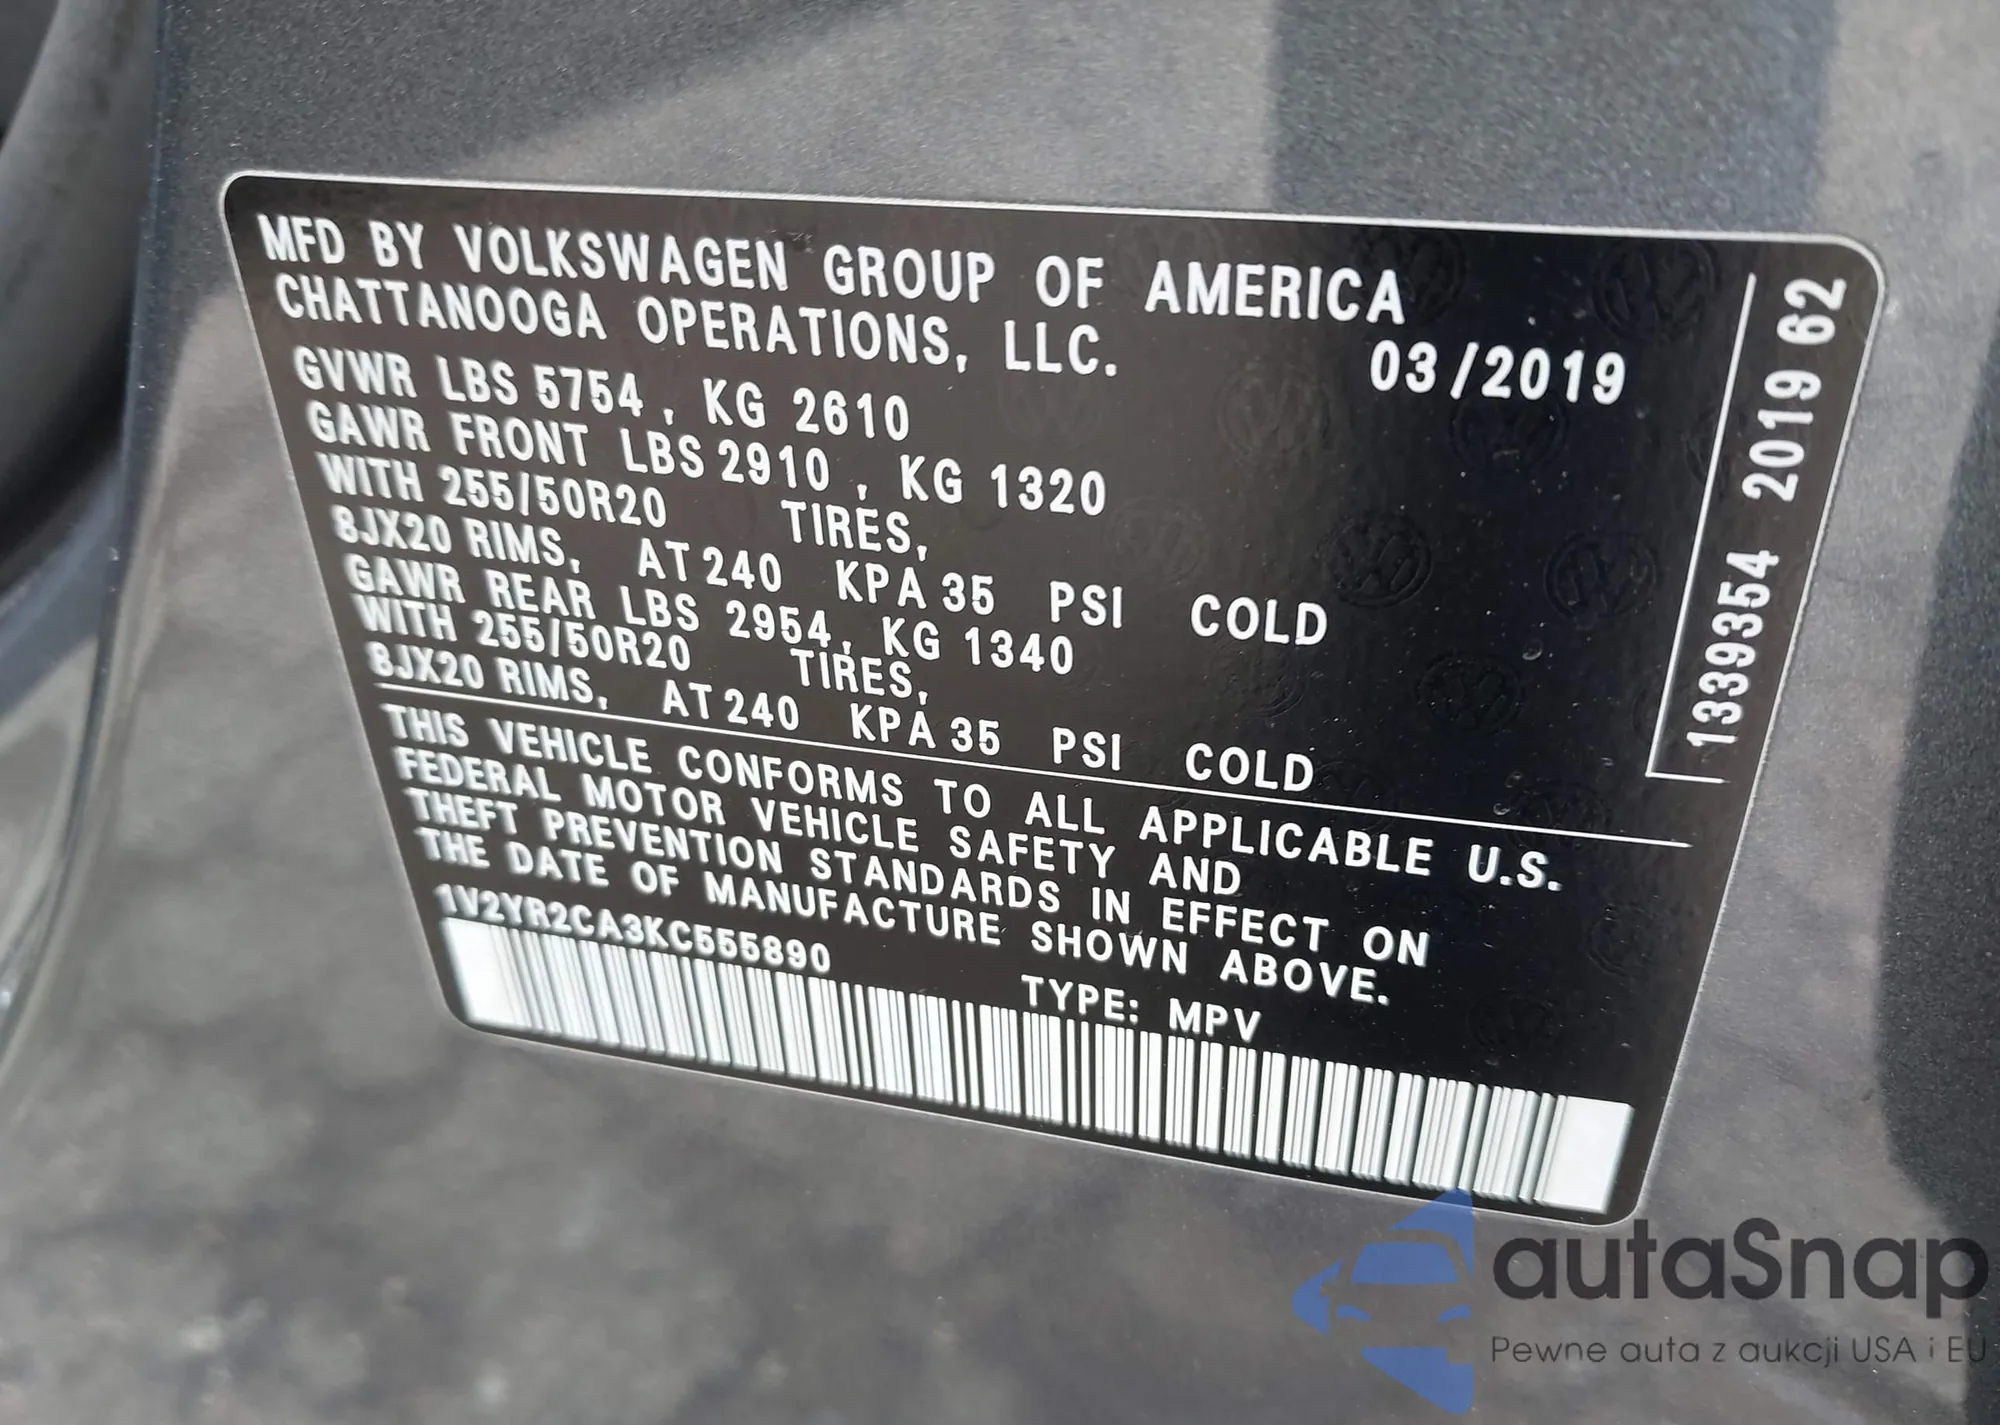 MFD BY VOLKSWAGEN GROUP OF AMERICA
CHATTANOOGA OPERATIONS, LLC.
03/2019
GVWR LBS 5754, KG 2610
GAWR FRONT LBS 2910, KG 1320
WITH 255/50R20 TIRES,
8JX20 RIMS, AT 240 KPA 35 PSI COLD
GAWR REAR LBS 2954, KG 1340
WITH 255/50R20 TIRES,
8JX20 RIMS, AT 240 KPA 35 PSI COLD
THIS VEHICLE CONFORMS TO ALL APPLICABLE U.S.
FEDERAL MOTOR VEHICLE SAFETY AND
THEFT PREVENTION STANDARDS IN EFFECT ON
THE DATE OF MANUFACTURE SHOWN ABOVE.
1V2YR2CA3KC555890
TYPE: MPV
1339354 2019 62
autaSnap
Pewne auta z aukcji USA i EU